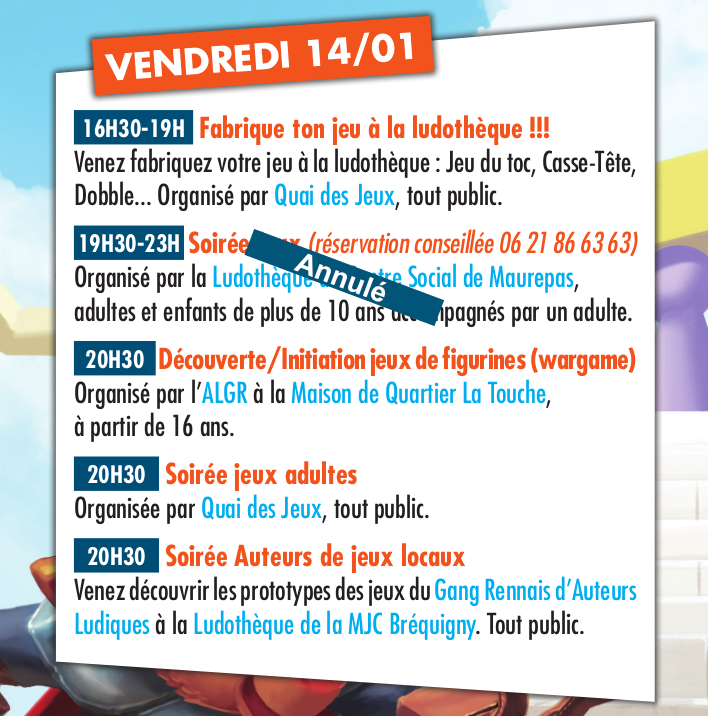 VENDREDI 14/01
16H30-19H Fabrique ton jeu à la ludothèque !!!
Venez fabriquez votre jeu à la ludothèque : Jeu du toc, Casse-Tête,
Dobble... Organisé par Quai des Jeux, tout public.
19H30-23H Soirée (réservation conseillée 06 21 86 63 63)
Annulé
Organisé par la Ludothèque Social de Maurepas,
adultes et enfants de plus de 10 ans par un adulte.
20H30 Découverte/Initiation jeux de figurines (wargame)
Organisé par l'ALGR à la Maison de Quartier La Touche,
à partir de 16 ans.
20H30 Soirée jeux adultes
Organisée par Quai des Jeux, tout public.
20H30 Soirée Auteurs de jeux locaux
Venez découvrir les prototypes des jeux du Gang Rennais d'Auteurs
Ludiques à la Ludothèque de la MJC Bréquigny. Tout public.